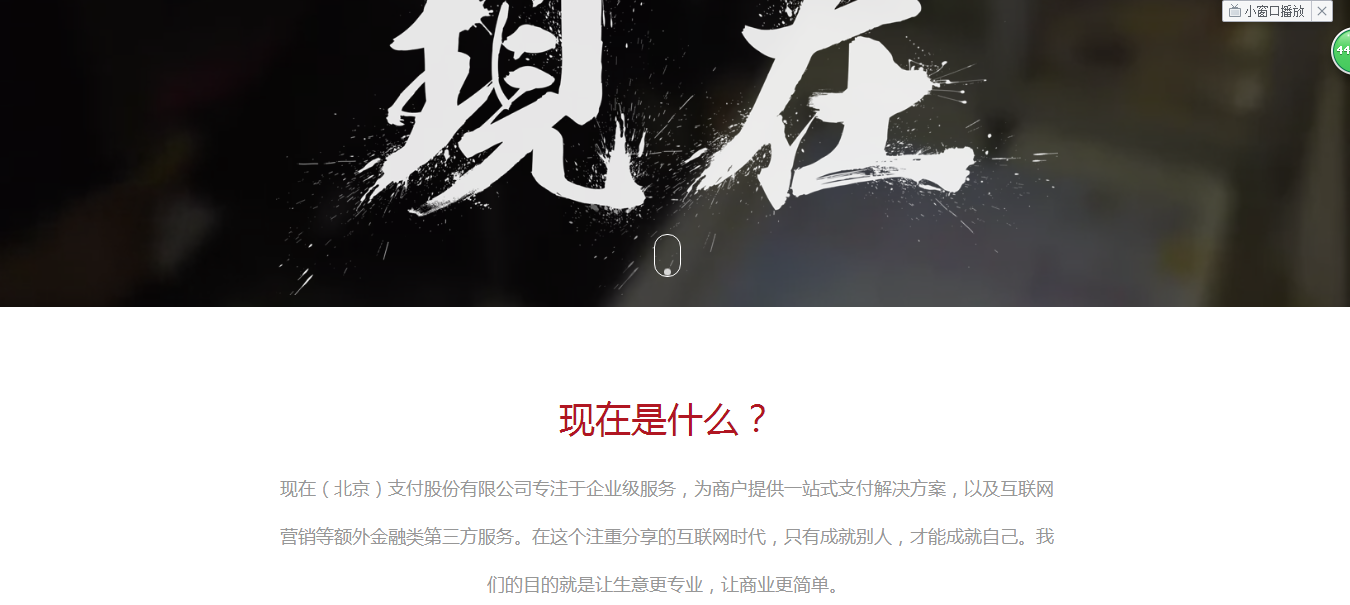 小窗口播放
44
現在
现在是什么？
现在（北京）支付股份有限公司专注于企业级服务，为商户提供一站式支付解决方案，以及互联网
营销等额外金融类第三方服务。在这个注重分享的互联网时代，只有成就别人，才能成就自己。我
们的目的就是让生意更专业，让商业更简单。